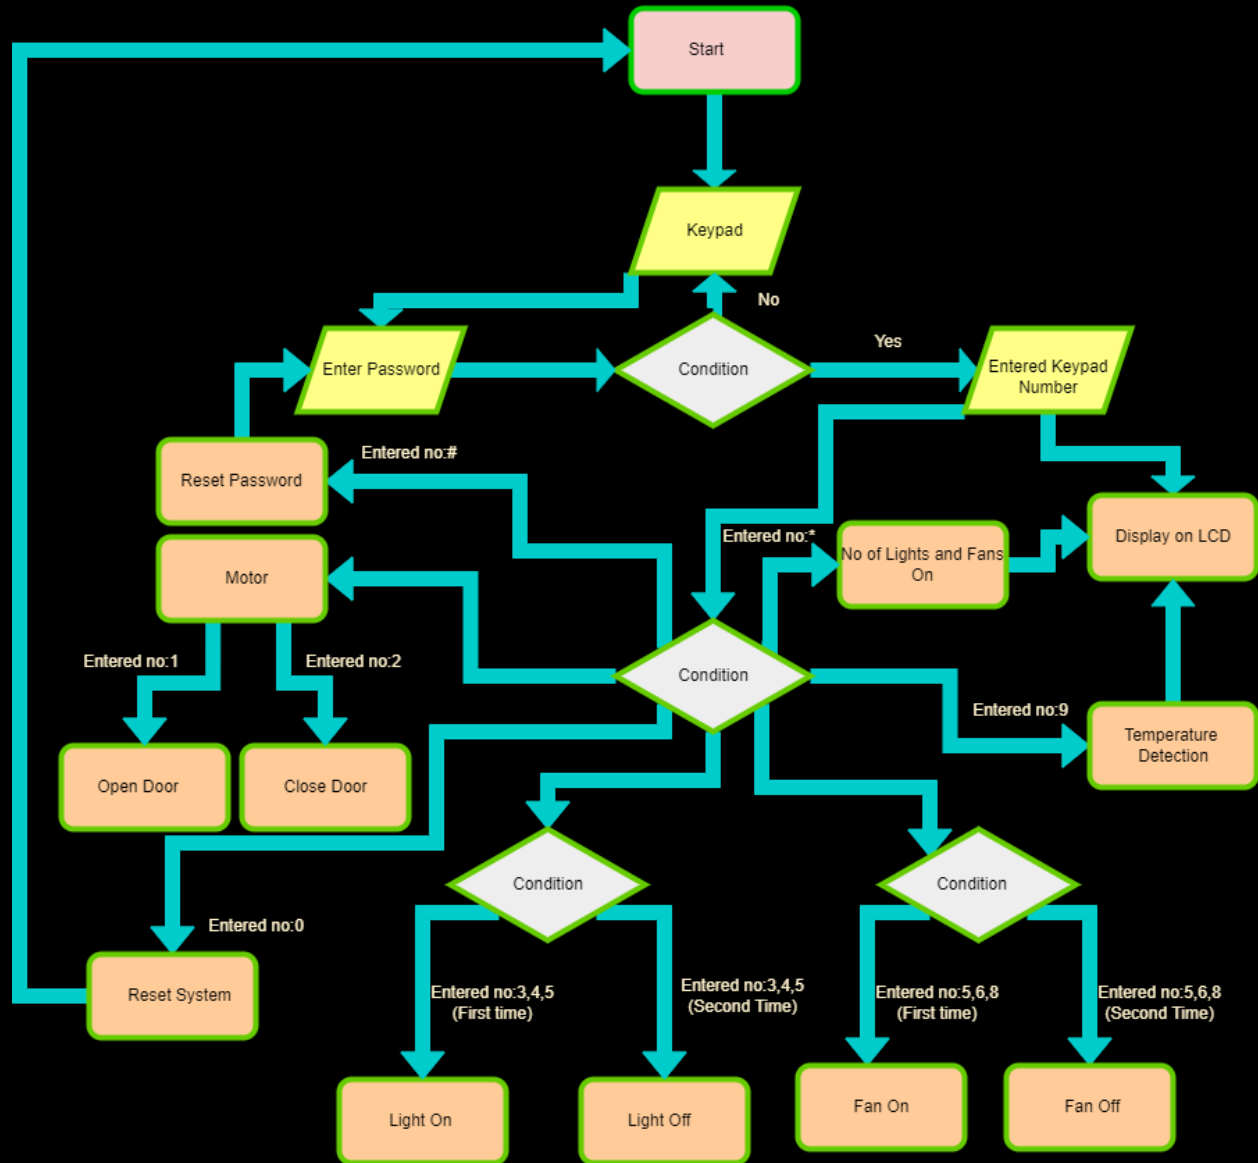 Start
Keypad
No
Yes
Enter Password
Condition
Entered Keypad
Number
Entered no:#
Reset Password
Entered no:*
No of Lights and Fans
On
Display on LCD
Motor
Entered no:1
Entered no:2
Condition
Entered no:9
Temperature
Detection
Open Door
Close Door
Condition
Condition
Entered no:0
Reset System
Entered no:3,4,5
(First time)
Entered no:3,4,5
(Second Time)
Entered no:5,6,8
(First time)
Entered no:5,6,8
(Second Time)
Light On
Light Off
Fan On
Fan Off